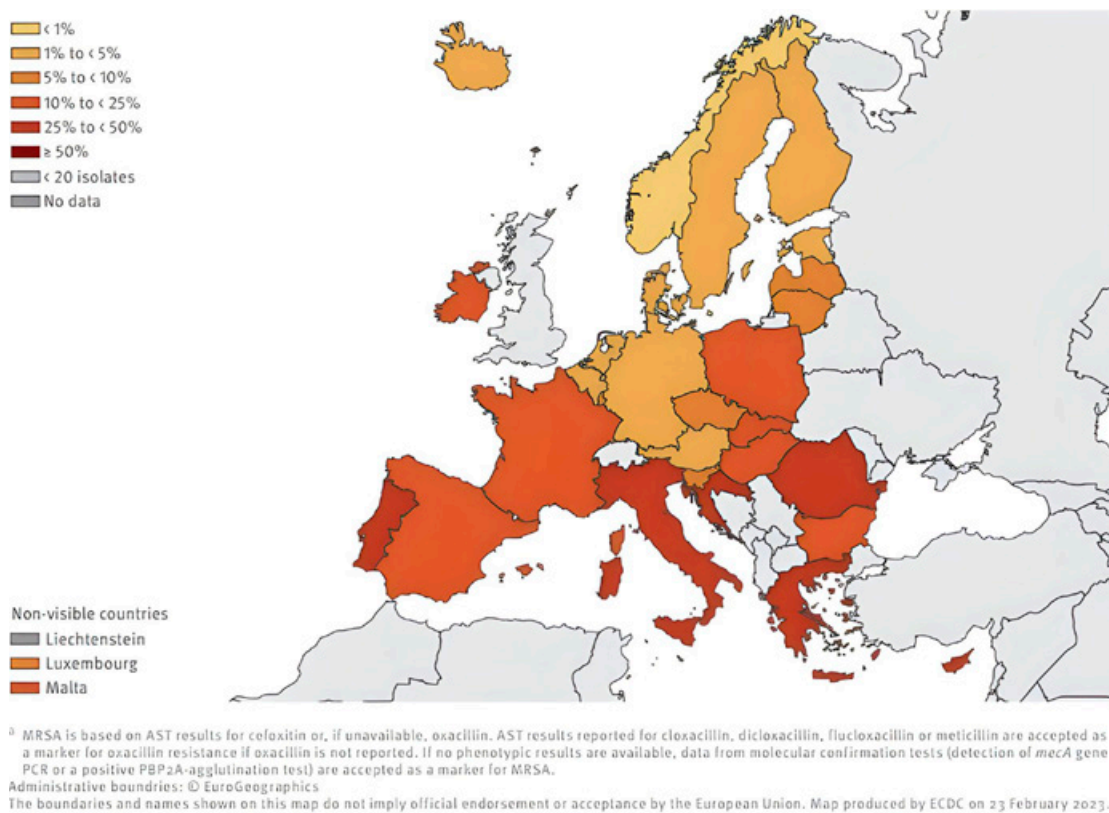 < 1%
1% to < 5%
5% to < 10%
10% to < 25%
25% to < 50%
≥ 50%
< 20 isolates
No data
Non-visible countries
Liechtenstein
Luxembourg
Malta
a MRSA is based on AST results for cefoxitin or, if unavailable, oxacillin. AST results reported for cloxacillin, dicloxacillin, flucloxacillin or meticillin are accepted as
a marker for oxacillin resistance if oxacillin is not reported. If no phenotypic results are available, data from molecular confirmation tests (detection of mecA gene
PCR or a positive PBP2A-agglutination test) are accepted as a marker for MRSA.
Administrative boundries: © EuroGeographics
The boundaries and names shown on this map do not imply official endorsement or acceptance by the European Union. Map produced by ECDC on 23 February 2023.